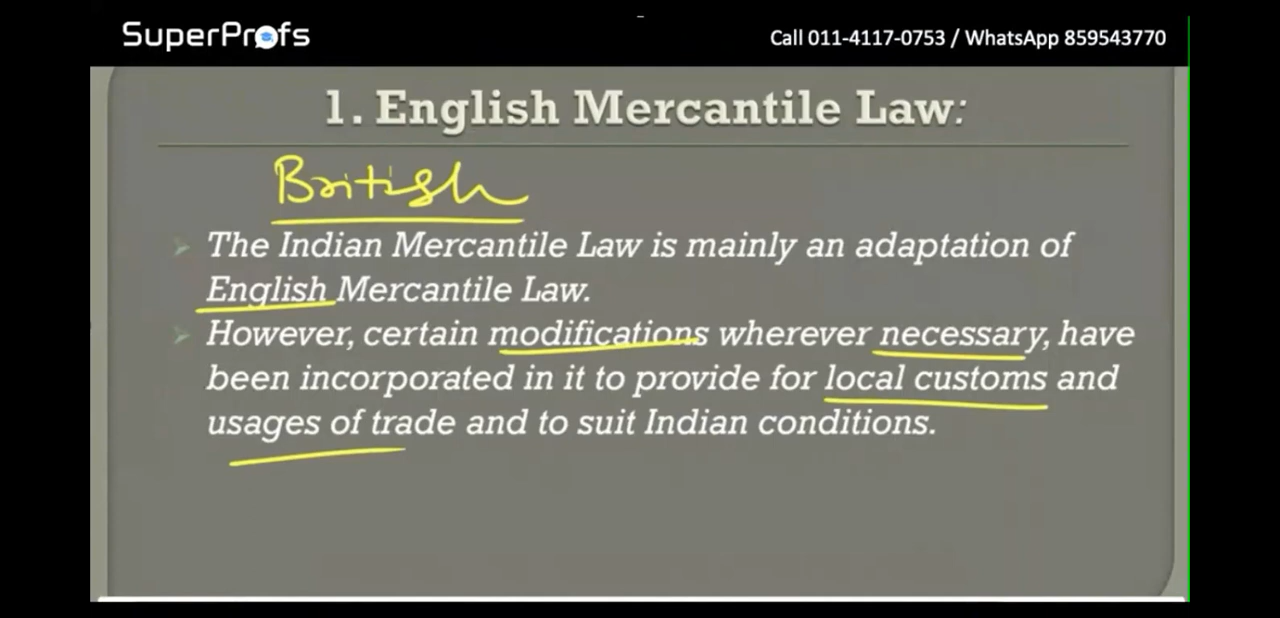 SuperProfs
Call 011-4117-0753 / WhatsApp 859543770
1. English Mercantile Law:
British
The Indian Mercantile Law is mainly an adaptation of
English Mercantile Law.
However, certain modifications wherever necessary, have
been incorporated in it to provide for local customs and
usages of trade and to suit Indian conditions.